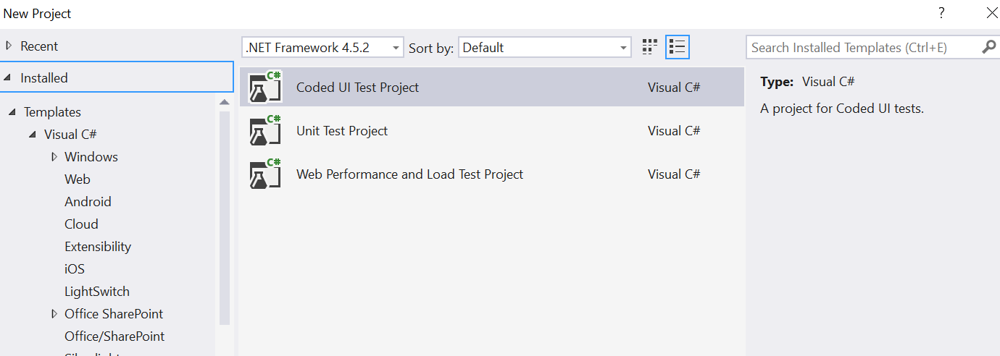 New Project
?
Recent
Installed
Templates
Visual C#
Windows
Web
Android
Cloud
Extensibility
iOS
LightSwitch
Office SharePoint
Office/SharePoint
.NET Framework 4.5.2
Sort by:
Default
C# Coded UI Test Project Visual C#
C# Unit Test Project Visual C#
C# Web Performance and Load Test Project Visual C#
Search Installed Templates (Ctrl+E)
Type: Visual C#
A project for Coded UI tests.